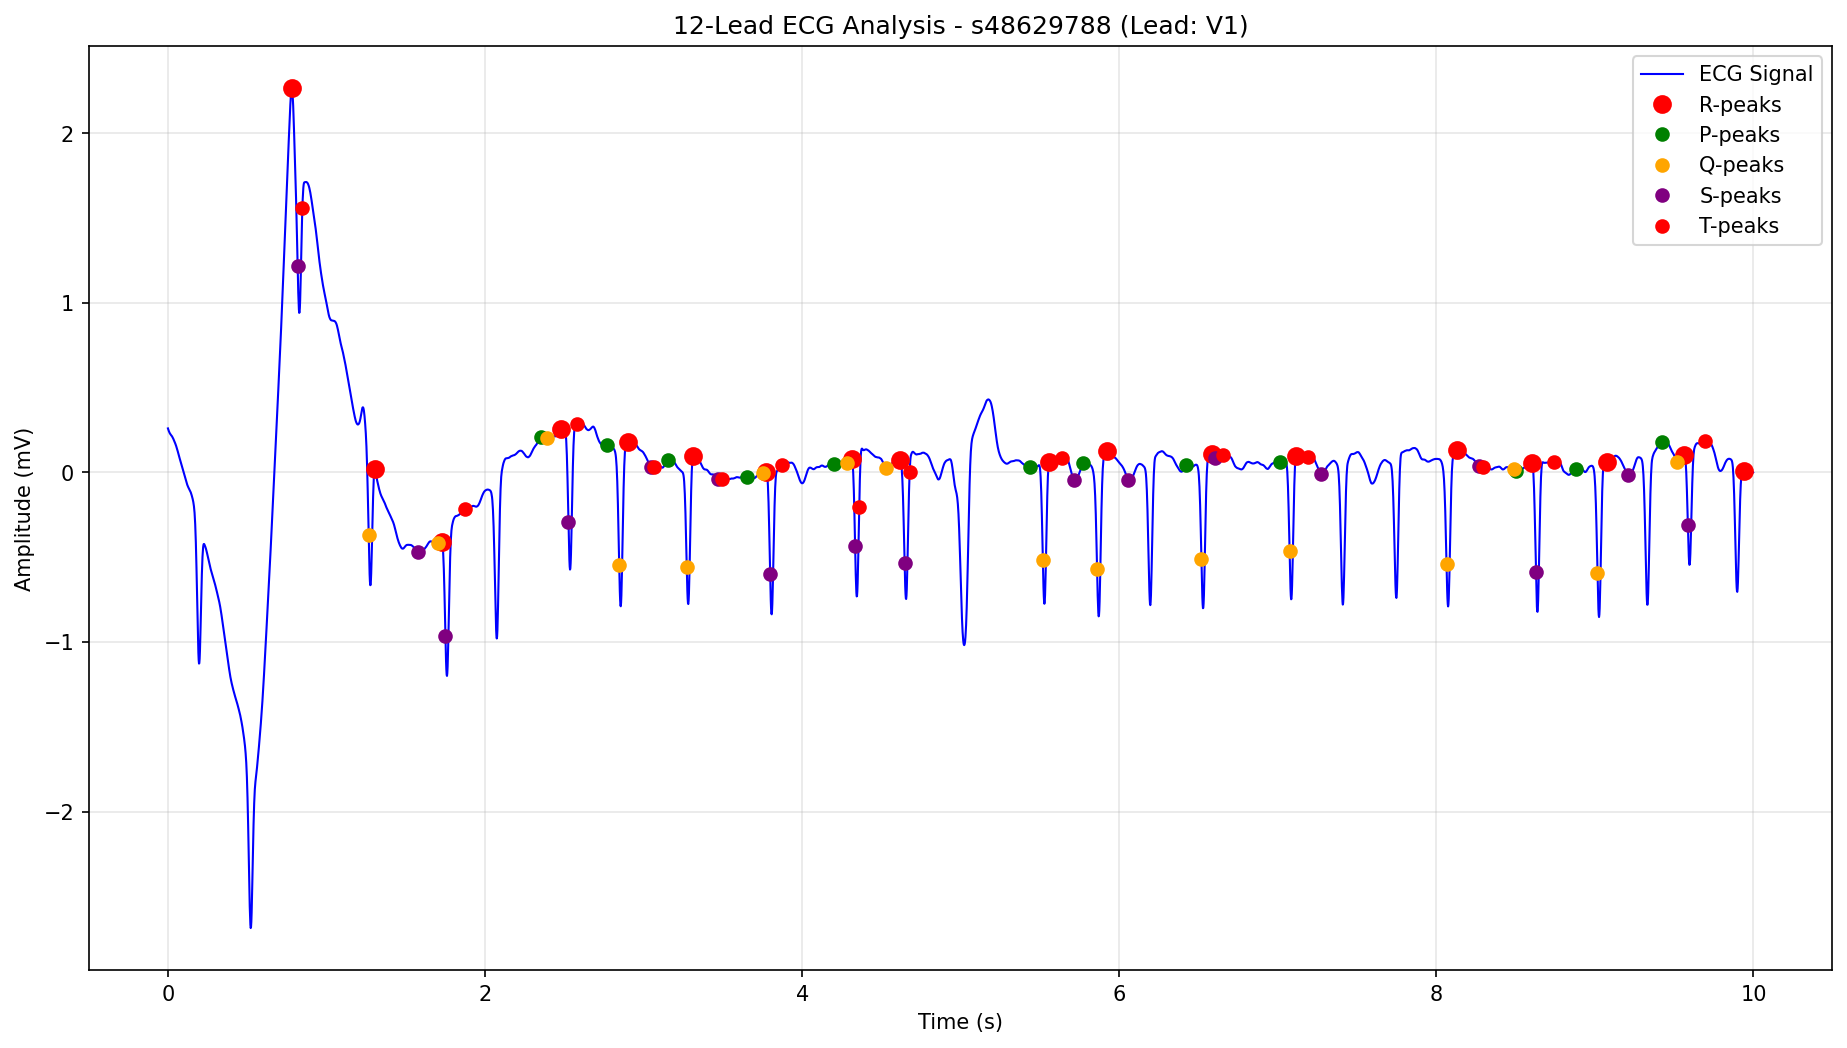 12-Lead ECG Analysis - s48629788 (Lead: V1)
ECG Signal
R-peaks
P-peaks
Q-peaks
S-peaks
T-peaks
Amplitude (mV)
2
1
0
−1
−2
0
2
4
6
8
10
Time (s)